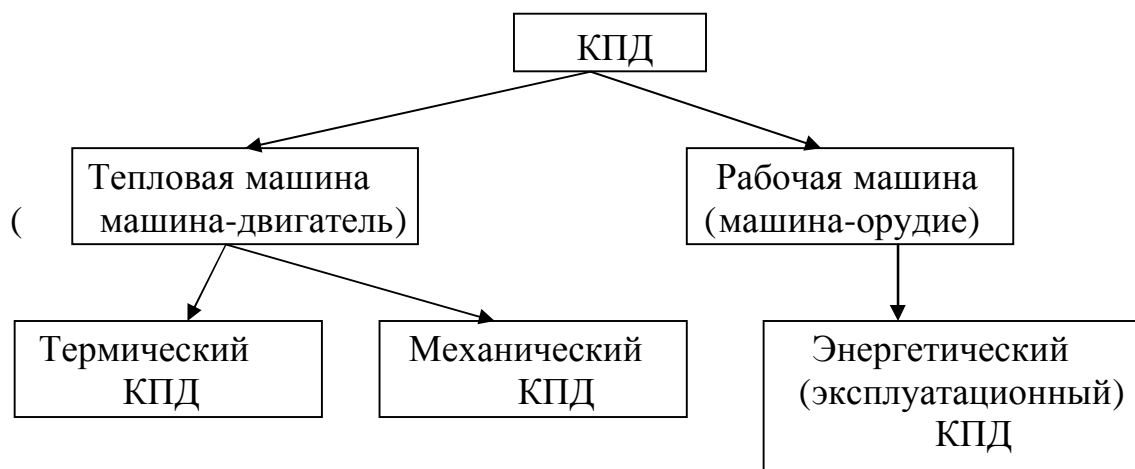 КПД
Тепловая машина
( машина-двигатель)
Рабочая машина
(машина-орудие)
Термический
КПД
Механический
КПД
Энергетический
(эксплуатационный)
КПД